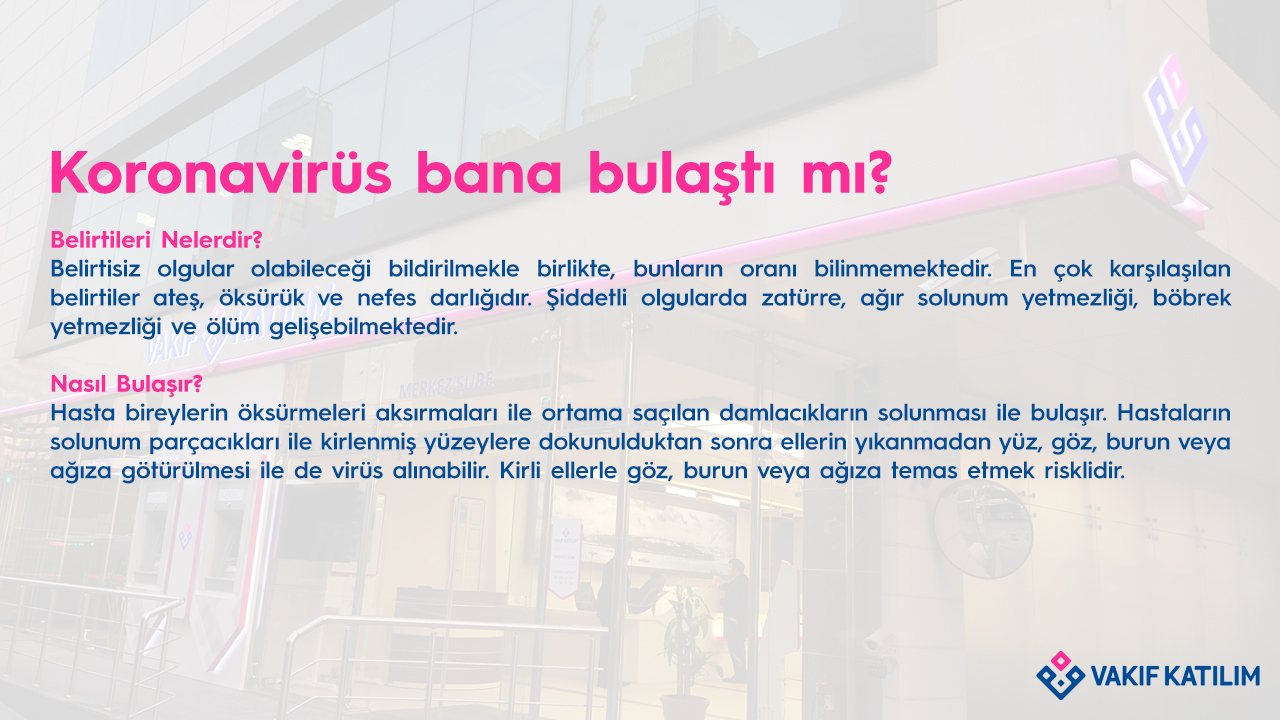 Koronavirüs bana bulaştı mı?
Belirtileri Nelerdir?
Belirtisiz olgular olabileceği bildirilmekle birlikte, bunların oranı bilinmemektedir. En çok karşılaşılan
belirtiler ateş, öksürük ve nefes darlığıdır. Şiddetli olgularda zatürre, ağır solunum yetmezliği, böbrek
yetmezliği ve ölüm gelişebilmektedir.
VAKIF KATILIM
MERKEZ ŞUBE
Nasıl Bulaşır?
Hasta bireylerin öksürmeleri aksırmaları ile ortama saçılan damlacıkların solunması ile bulaşır. Hastaların
solunum parçacıkları ile kirlenmiş yüzeylere dokunulduktan sonra ellerin yıkanmadan yüz, göz, burun veya
ağıza götürülmesi ile de virüs alınabilir. Kirli ellerle göz, burun veya ağıza temas etmek risklidir.
VAKIF KATILIM